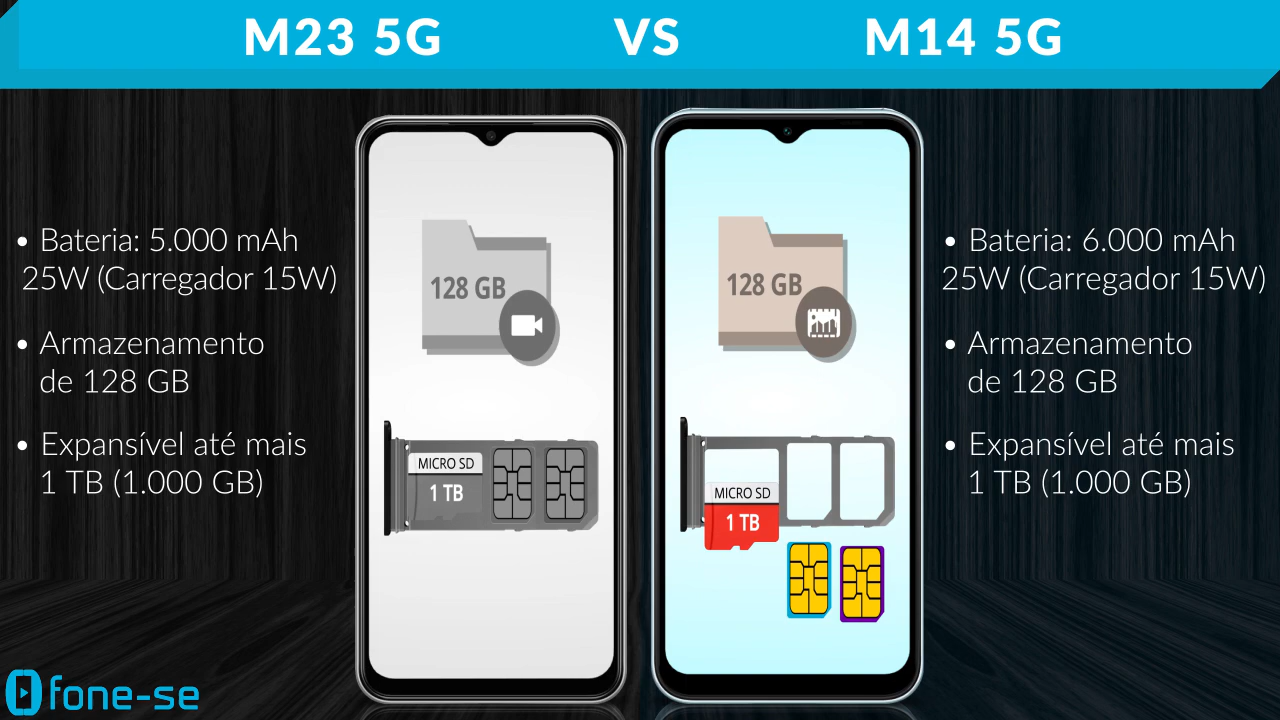 M23 5G VS M14 5G
• Bateria: 5.000 mAh
25W (Carregador 15W)
• Armazenamento
de 128 GB
• Expansível até mais
1 TB (1.000 GB)
128 GB
MICRO SD
1 TB
128 GB
MICRO SD
1 TB
• Bateria: 6.000 mAh
25W (Carregador 15W)
• Armazenamento
de 128 GB
• Expansível até mais
1 TB (1.000 GB)
fone-se